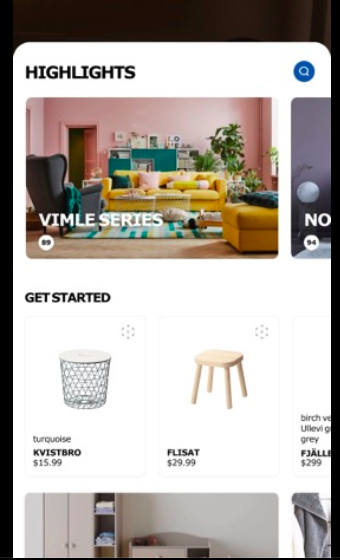 HIGHLIGHTS
VIMLE SERIES
89
NO
94
GET STARTED
turquoise
KVISTBRO
$15.99
FLISAT
$29.99
birch ve
Ullevi g
grey
FJÄLLE
$299